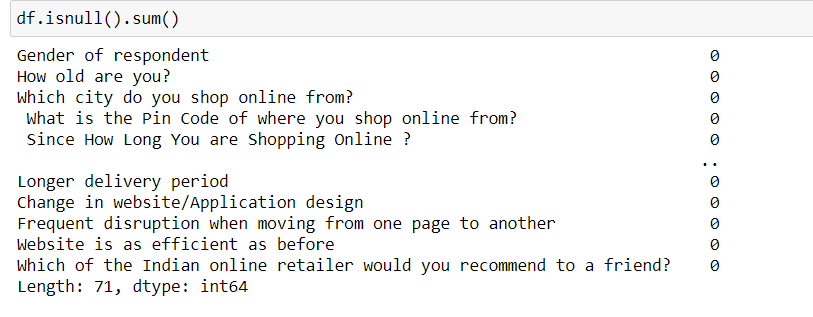 df.isnull().sum()
Gender of respondent 0
How old are you? 0
Which city do you shop online from? 0
What is the Pin Code of where you shop online from? 0
Since How Long You are Shopping Online ? 0
..
Longer delivery period 0
Change in website/Application design 0
Frequent disruption when moving from one page to another 0
Website is as efficient as before 0
Which of the Indian online retailer would you recommend to a friend? 0
Length: 71, dtype: int64